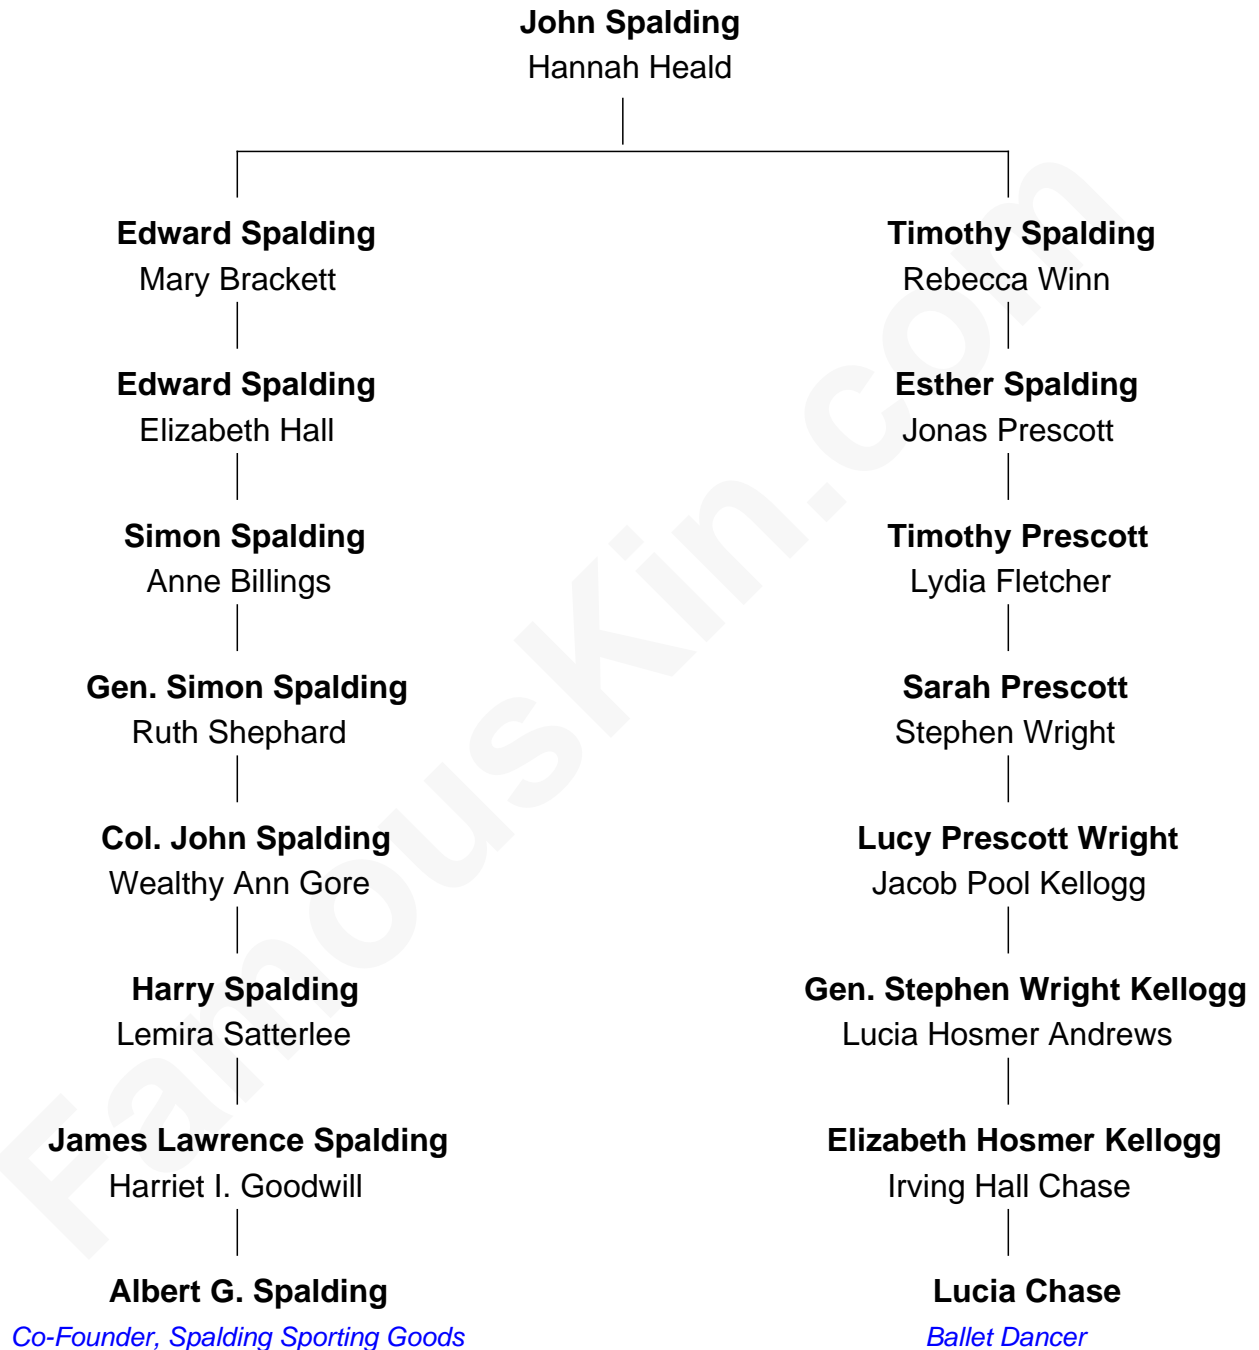 John Spalding
Hannah Heald
Edward Spalding
Mary Brackett
Timothy Spalding
Rebecca Winn
Edward Spalding
Elizabeth Hall
Esther Spalding
Jonas Prescott
Simon Spalding
Anne Billings
Timothy Prescott
Lydia Fletcher
Gen. Simon Spalding
Ruth Shephard
Sarah Prescott
Stephen Wright
Col. John Spalding
Wealthy Ann Gore
Lucy Prescott Wright
Jacob Pool Kellogg
Harry Spalding
Lemira Satterlee
Gen. Stephen Wright Kellogg
Lucia Hosmer Andrews
James Lawrence Spalding
Harriet I. Goodwill
Elizabeth Hosmer Kellogg
Irving Hall Chase
Albert G. Spalding
Co-Founder, Spalding Sporting Goods
Lucia Chase
Ballet Dancer
FamousKin.com